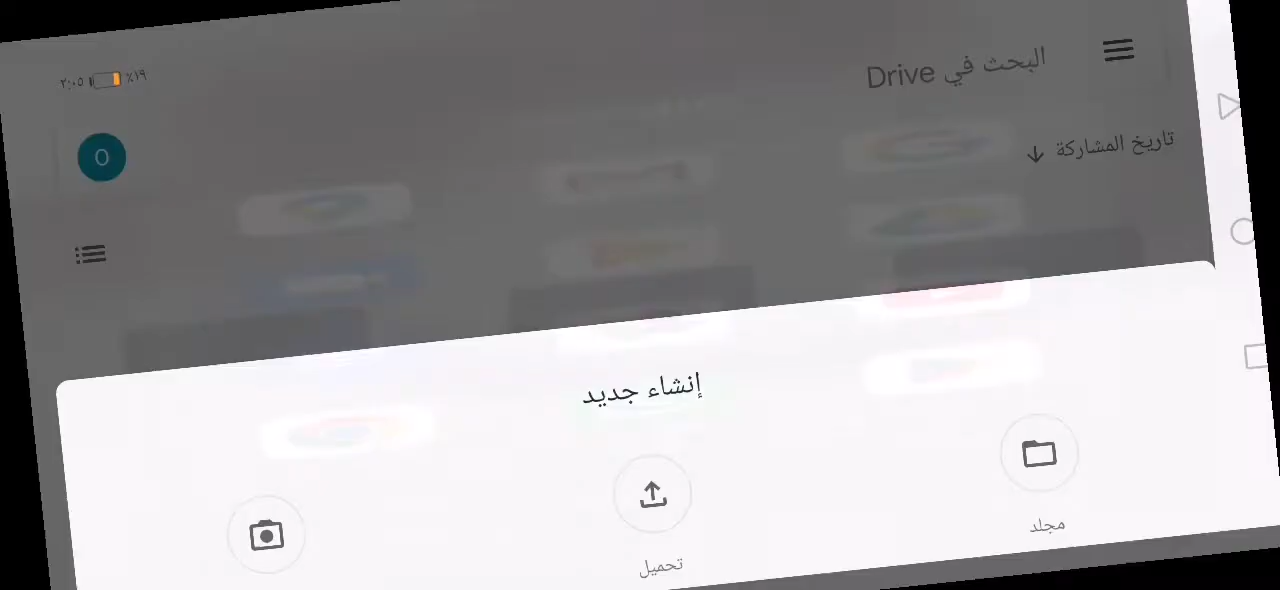 ٢:٠٥ ٪١٩
البحث في Drive
O
تاريخ المشاركة
إنشاء جديد
مجلد
تحميل